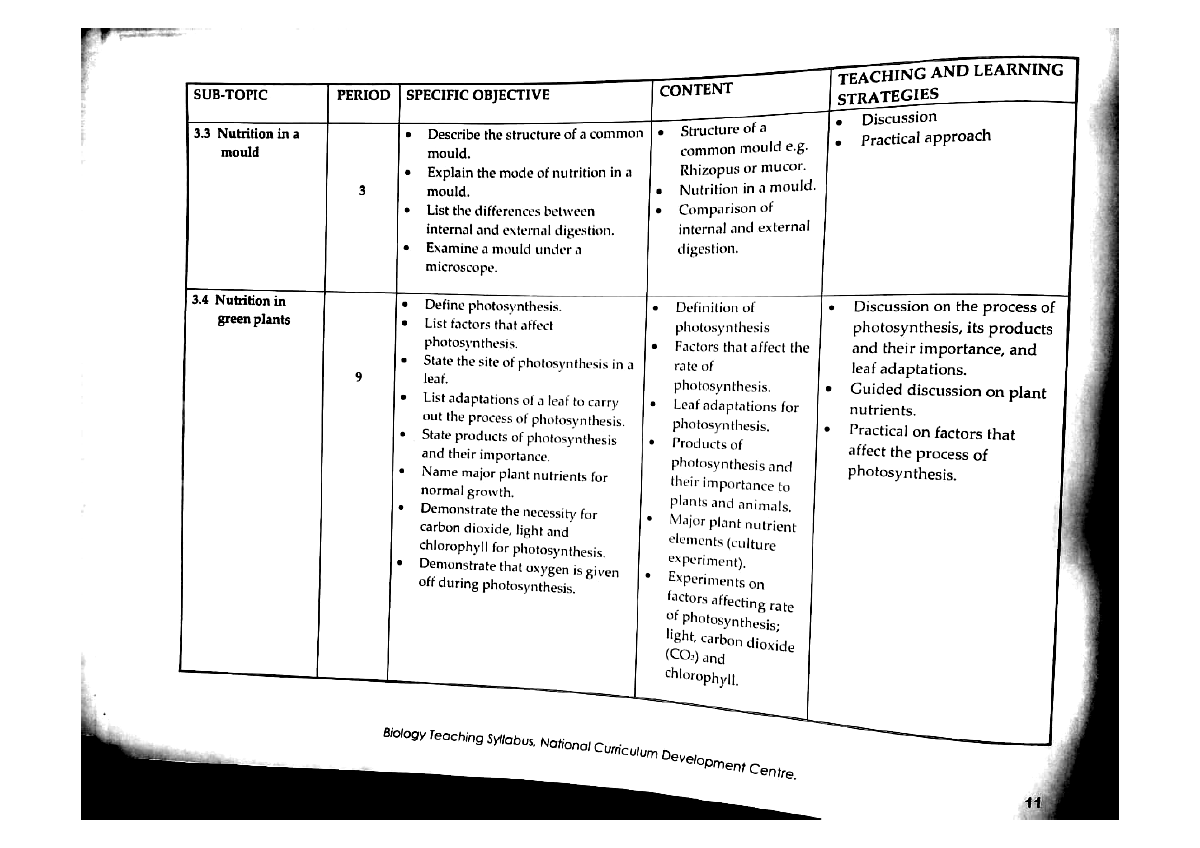 SUB-TOPIC
PERIOD
SPECIFIC OBJECTIVE
CONTENT
TEACHING AND LEARNING
STRATEGIES
3.3 Nutrition in a
mould
3
• Describe the structure of a common
mould.
• Explain the mode of nutrition in a
mould.
• List the differences between
internal and external digestion.
• Examine a mould under a
microscope.
• Structure of a
common mould e.g.
Rhizopus or mucor.
• Nutrition in a mould.
• Comparison of
internal and external
digestion.
• Discussion
• Practical approach
3.4 Nutrition in
green plants
9
• Define photosynthesis.
• List factors that affect
photosynthesis.
• State the site of photosynthesis in a
leaf.
• List adaptations of a leaf to carry
out the process of photosynthesis.
• State products of photosynthesis
and their importance.
• Name major plant nutrients for
normal growth.
• Demonstrate the necessity for
carbon dioxide, light and
chlorophyll for photosynthesis.
• Demonstrate that oxygen is given
off during photosynthesis.
• Definition of
photosynthesis
• Factors that affect the
rate of
photosynthesis.
• Leaf adaptations for
photosynthesis.
• Products of
photosynthesis and
their importance to
plants and animals.
• Major plant nutrient
elements (culture
experiment).
• Experiments on
factors affecting rate
of photosynthesis;
light, carbon dioxide
(CO₂) and
chlorophyll.
• Discussion on the process of
photosynthesis, its products
and their importance, and
leaf adaptations.
• Guided discussion on plant
nutrients.
• Practical on factors that
affect the process of
photosynthesis.
Biology Teaching Syllabus, National Curriculum Development Centre.
11